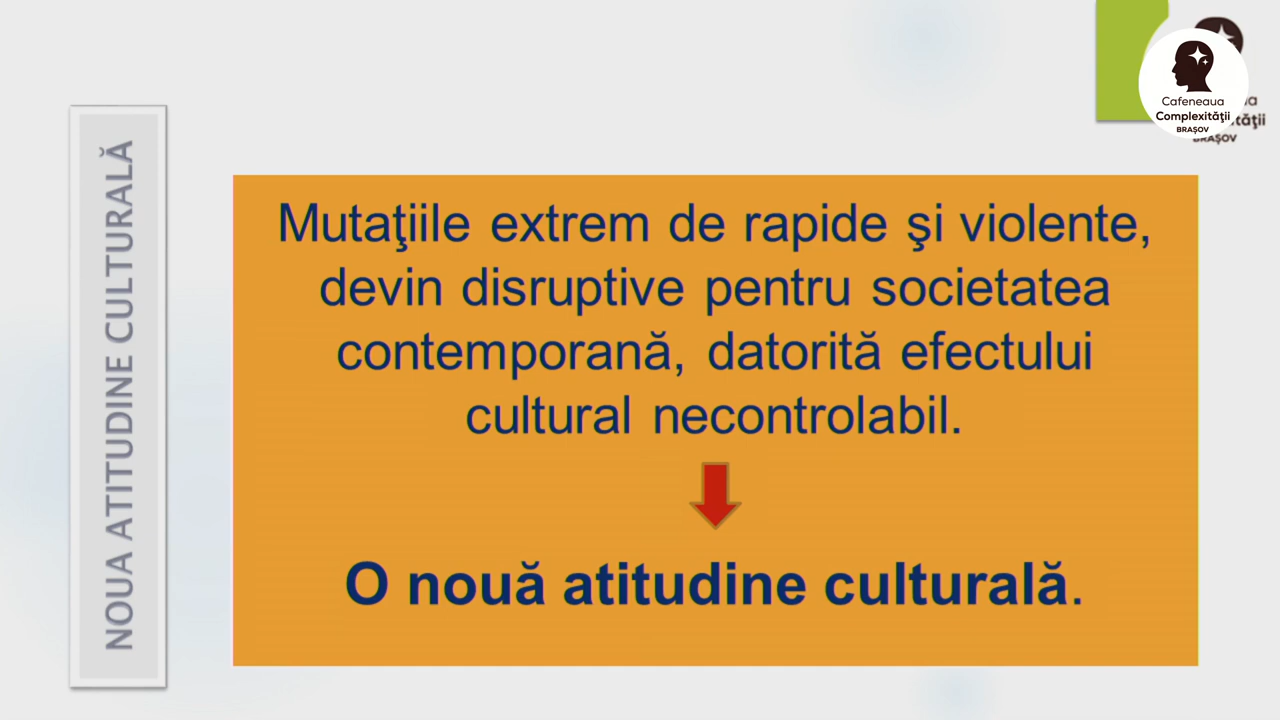 Cafeneaua
Complexităţii
BRAȘOV
NOUA ATITUDINE CULTURALĂ
Mutaţiile extrem de rapide şi violente,
devin disruptive pentru societatea
contemporană, datorită efectului
cultural necontrolabil.
O nouă atitudine culturală.